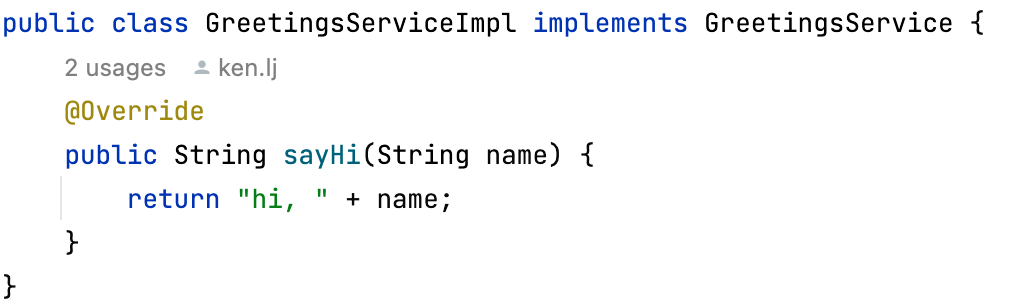 public class GreetingsServiceImpl implements GreetingsService {
2 usages ken.lj
@Override
public String sayHi(String name) {
return "hi, " + name;
}
}